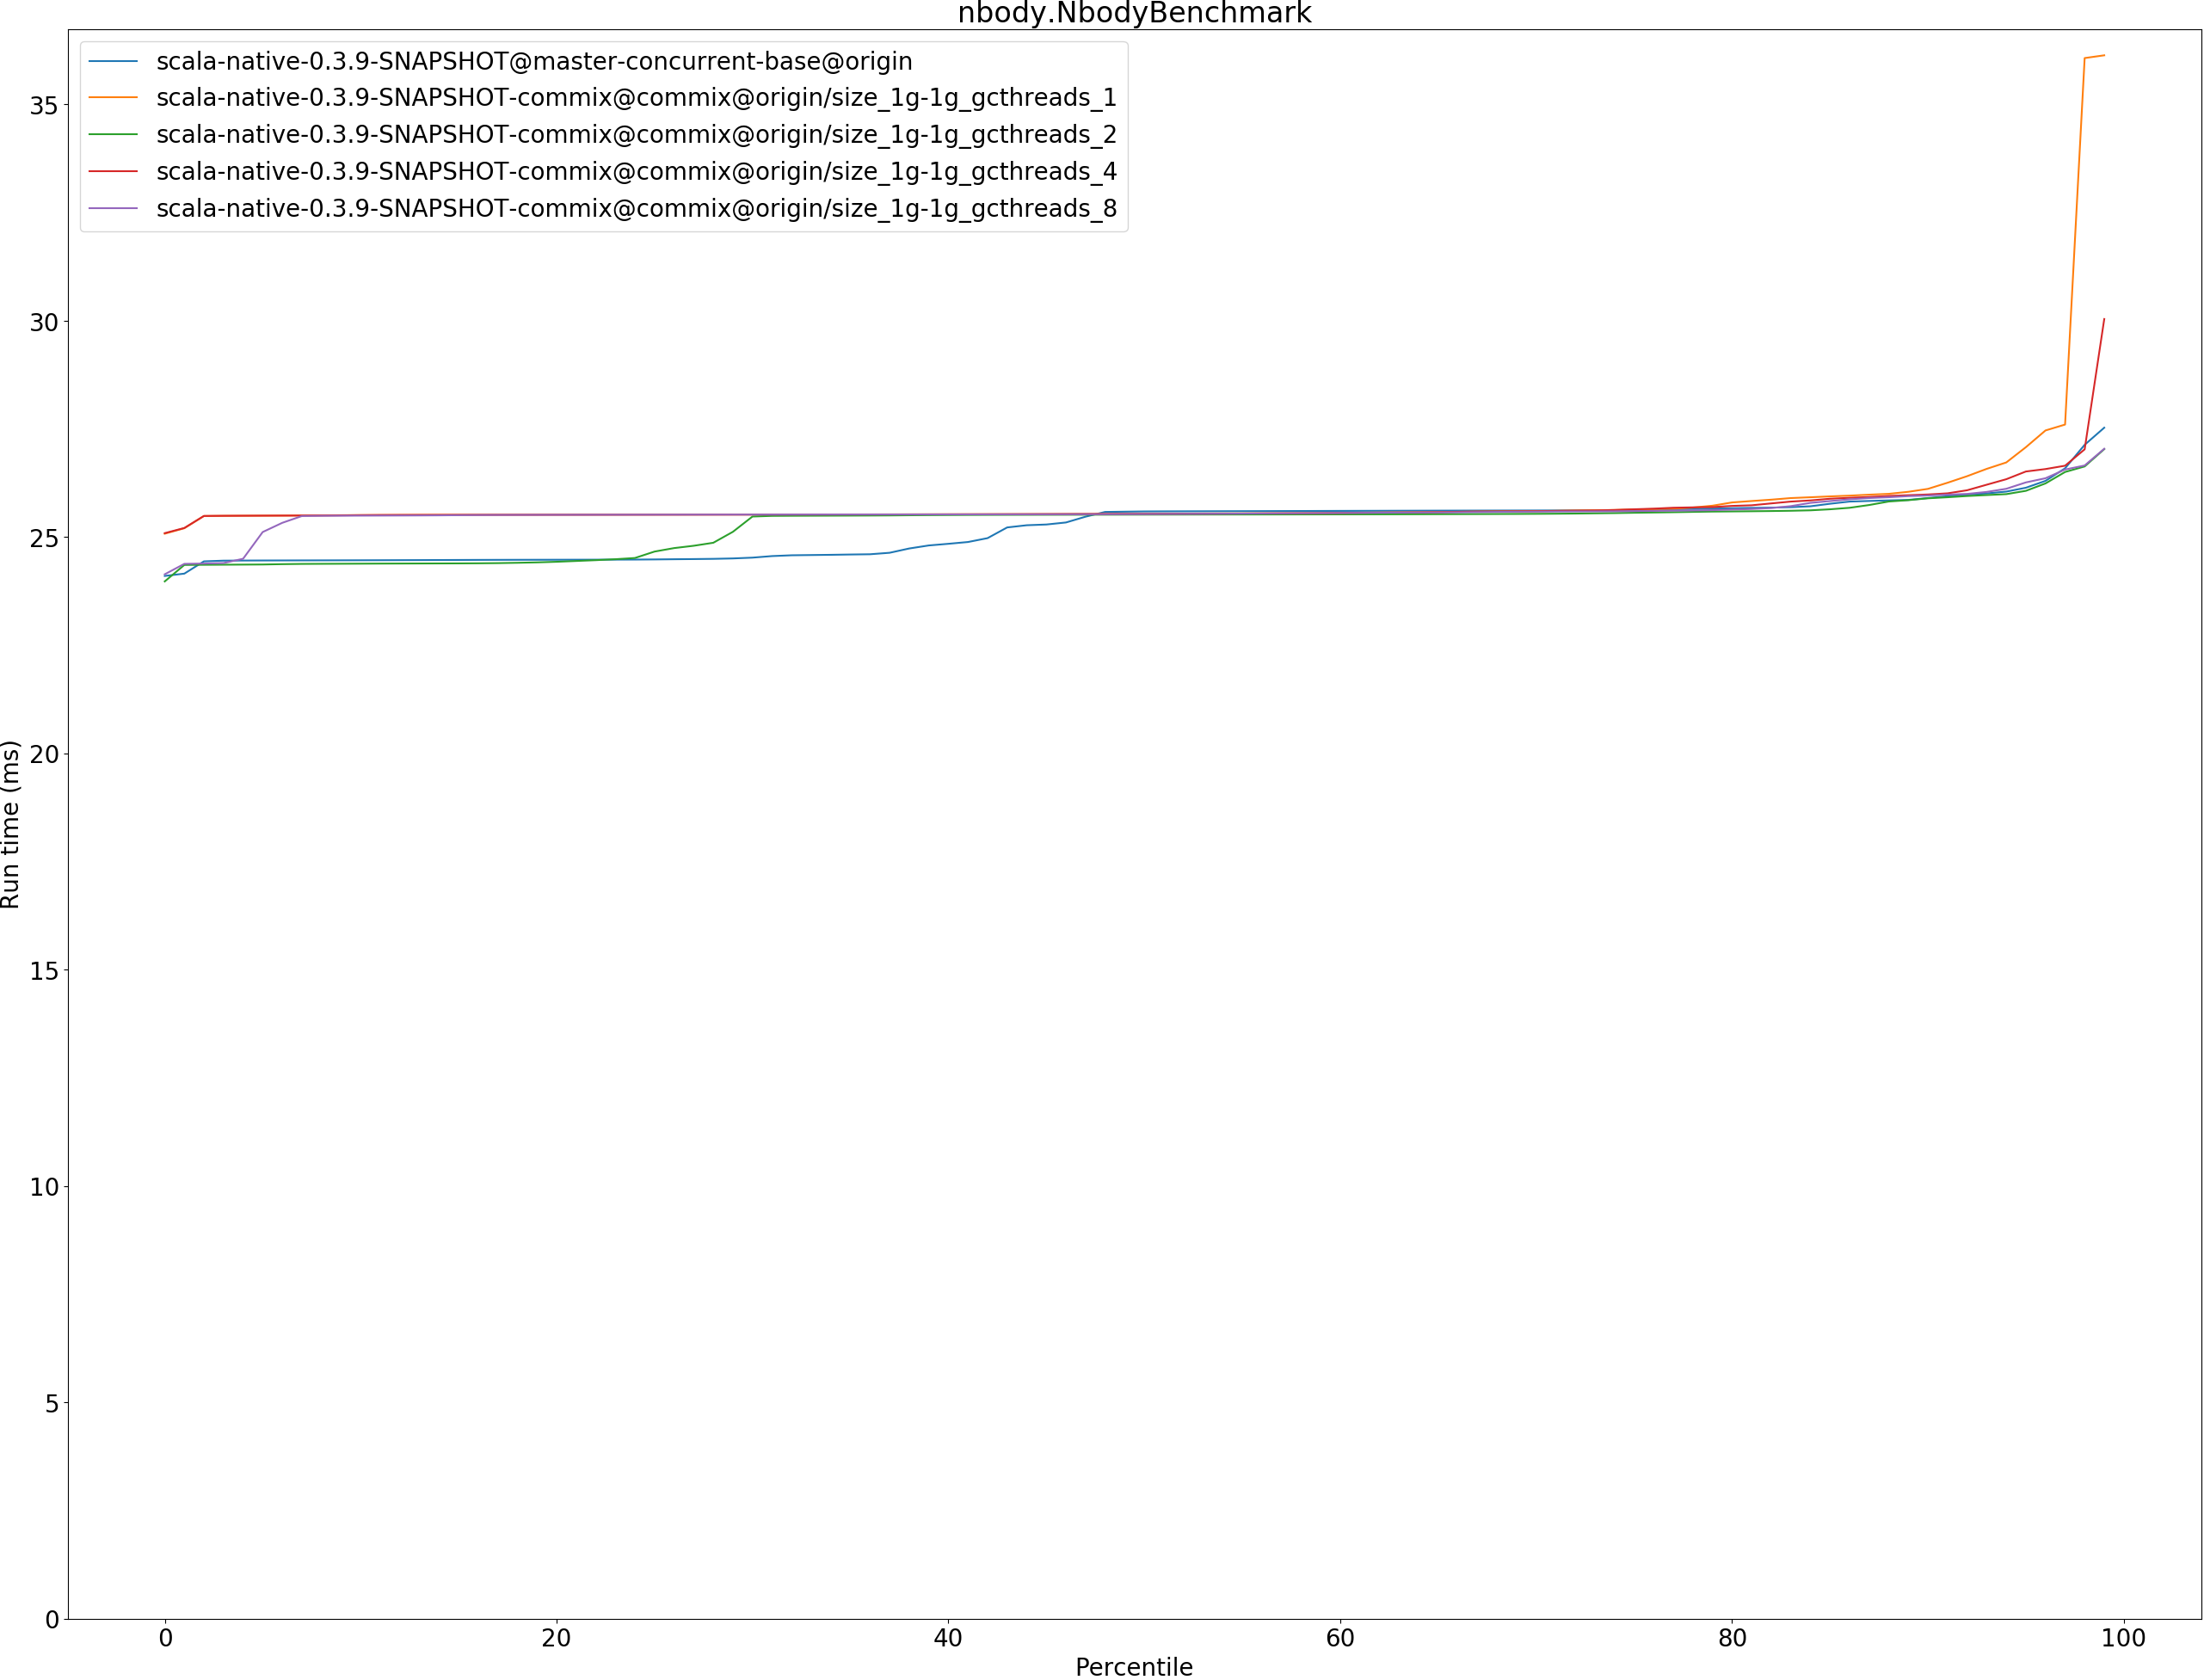 nbody.NbodyBenchmark
scala-native-0.3.9-SNAPSHOT@master-concurrent-base@origin
scala-native-0.3.9-SNAPSHOT-commix@commix@origin/size_1g-1g_gcthreads_1
scala-native-0.3.9-SNAPSHOT-commix@commix@origin/size_1g-1g_gcthreads_2
scala-native-0.3.9-SNAPSHOT-commix@commix@origin/size_1g-1g_gcthreads_4
scala-native-0.3.9-SNAPSHOT-commix@commix@origin/size_1g-1g_gcthreads_8
35
30
25
20
15
10
5
0
Run time (ms)
0 20 40 60 80 100
Percentile